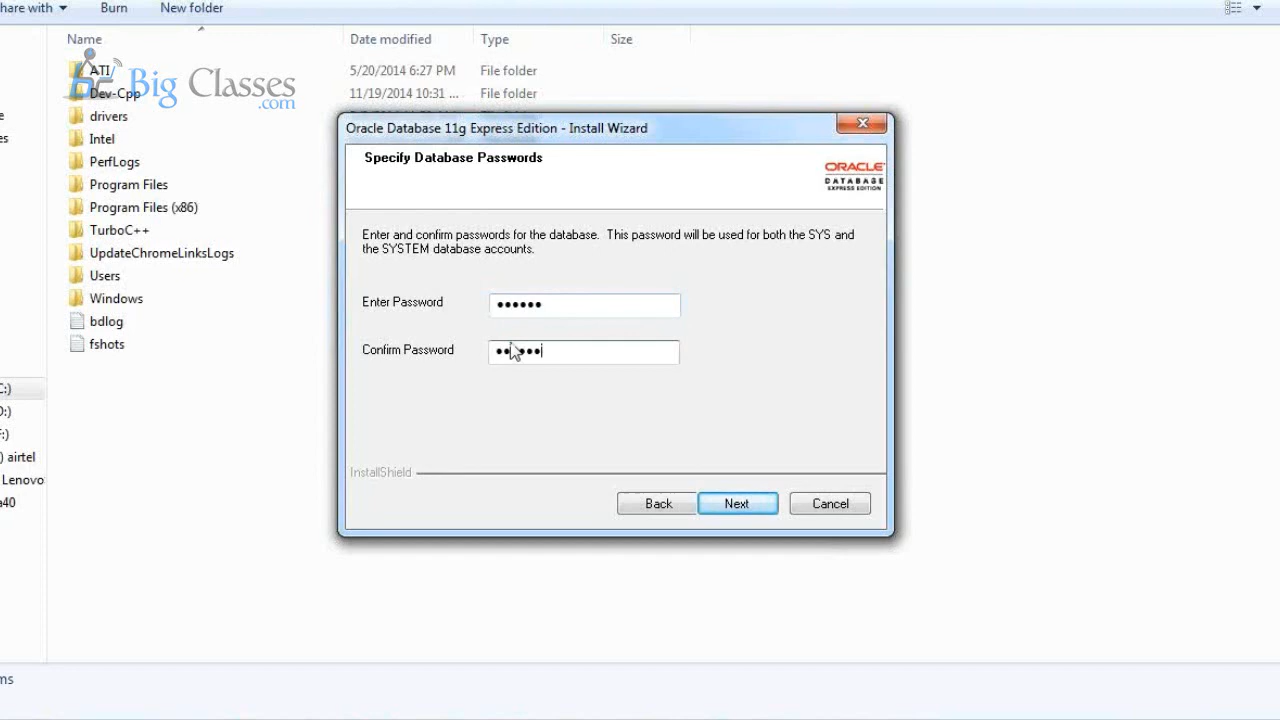 hare with Burn New folder
Name Date modified Type Size
ATI 5/20/2014 6:27 PM File folder
Big Classes
.com
Dev-Cpp 11/19/2014 10:31 ... File folder
drivers
Intel
PerfLogs
Program Files
Program Files (x86)
TurboC++
UpdateChromeLinksLogs
Users
Windows
bdlog
fshots
C:)
D:)
F:)
) airtel
Lenovo
a40
ms
Oracle Database 11g Express Edition - Install Wizard
Specify Database Passwords
ORACLE
DATABASE
EXPRESS EDITION
Enter and confirm passwords for the database. This password will be used for both the SYS and
the SYSTEM database accounts.
Enter Password ••••••
Confirm Password ••••••
InstallShield
Back Next Cancel